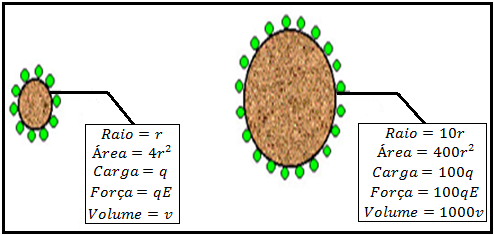 Raio = r
Área = 4r²
Carga = q
Força = qE
Volume = v
Raio = 10r
Área = 400r²
Carga = 100q
Força = 100qE
Volume = 1000v